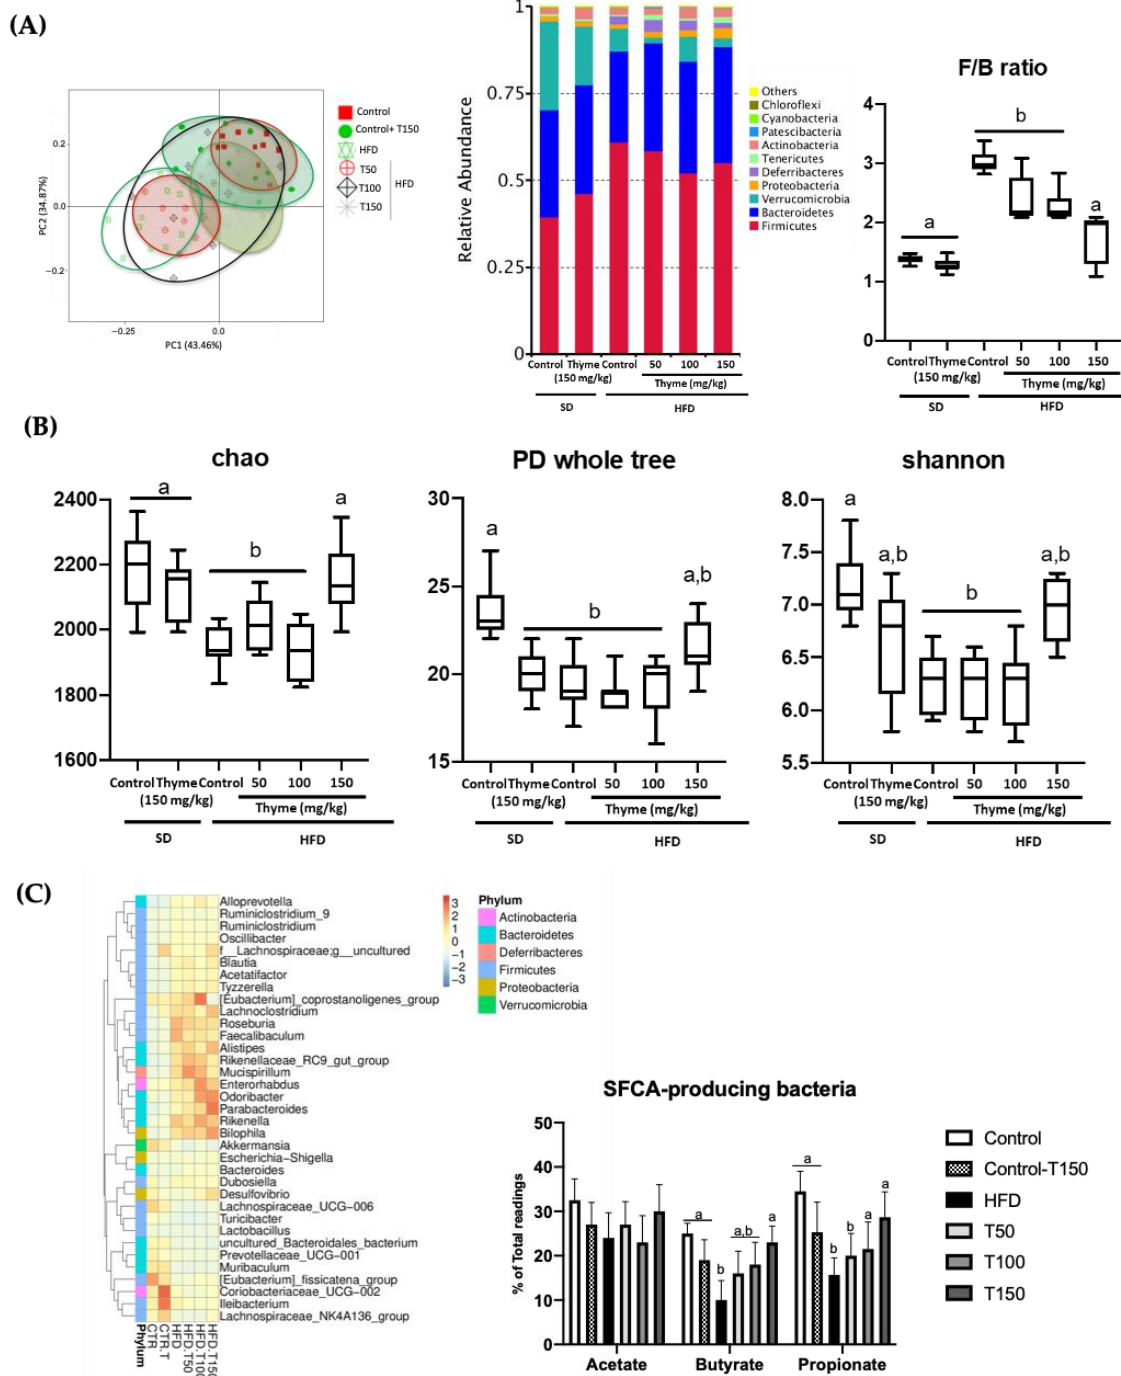 (A)
Control
Control+ T150
HFD
T50
T100
T150
HFD
PC2 (34.87%)
0.2
0.0
−0.2
−0.25
0.0
PC1 (43.46%)
Relative Abundance
1
0.75
0.5
0.25
0
Control Thyme Control 50 100 150
(150 mg/kg) Thyme (mg/kg)
SD HFD
Others
Chloroflexi
Cyanobacteria
Patescibacteria
Actinobacteria
Tenericutes
Deferribacteres
Proteobacteria
Verrucomicrobia
Bacteroidetes
Firmicutes
F/B ratio
4
3
2
1
0
a
b
a
Control Thyme Control 50 100 150
(150 mg/kg) Thyme (mg/kg)
SD HFD
(B)
chao
2400
2200
2000
1800
1600
a
b
a
Control Thyme Control 50 100 150
(150 mg/kg) Thyme (mg/kg)
SD HFD
PD whole tree
30
25
20
15
a
b
a,b
Control Thyme Control 50 100 150
(150 mg/kg) Thyme (mg/kg)
SD HFD
shannon
8.0
7.5
7.0
6.5
6.0
5.5
a
a,b
b
a,b
Control Thyme Control 50 100 150
(150 mg/kg) Thyme (mg/kg)
SD HFD
(C)
Alloprevotella
Ruminiclostridium_9
Ruminiclostridium
Oscillibacter
f__Lachnospiraceae;g__uncultured
Blautia
Acetatifactor
Tyzzerella
[Eubacterium]_coprostanoligenes_group
Lachnoclostridium
Roseburia
Faecalibaculum
Alistipes
Rikenellaceae_RC9_gut_group
Mucispirillum
Enterorhabdus
Odoribacter
Parabacteroides
Rikenella
Bilophila
Akkermansia
Escherichia−Shigella
Bacteroides
Dubosiella
Desulfovibrio
Lachnospiraceae_UCG−006
Turicibacter
Lactobacillus
uncultured_Bacteroidales_bacterium
Prevotellaceae_UCG−001
Muribaculum
[Eubacterium]_fissicatena_group
Coriobacteriaceae_UCG−002
Ileibacterium
Lachnospiraceae_NK4A136_group
Phylum
CTR
CTR.T
HFD
HFD.T50
HFD.T100
HFD.T150
3
2
1
0
−1
−2
−3
Phylum
Actinobacteria
Bacteroidetes
Deferribacteres
Firmicutes
Proteobacteria
Verrucomicrobia
SFCA-producing bacteria
% of Total readings
50
40
30
20
10
0
a
b
a,b
a
a
b
b
a
a
Acetate Butyrate Propionate
Control
Control-T150
HFD
T50
T100
T150